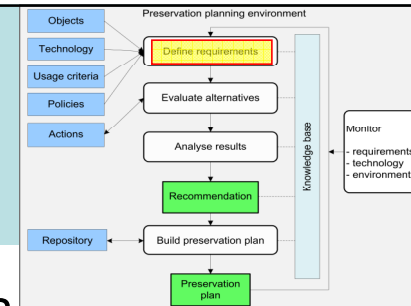 Preservation planning environment
Objects
Technology
Usage criteria
Policies
Actions
Define requirements
Evaluate alternatives
Analyse results
Recommendation
Repository
Build preservation plan
Preservation
plan
Knowledge base
Monitor
- requirements
- technology
- environment